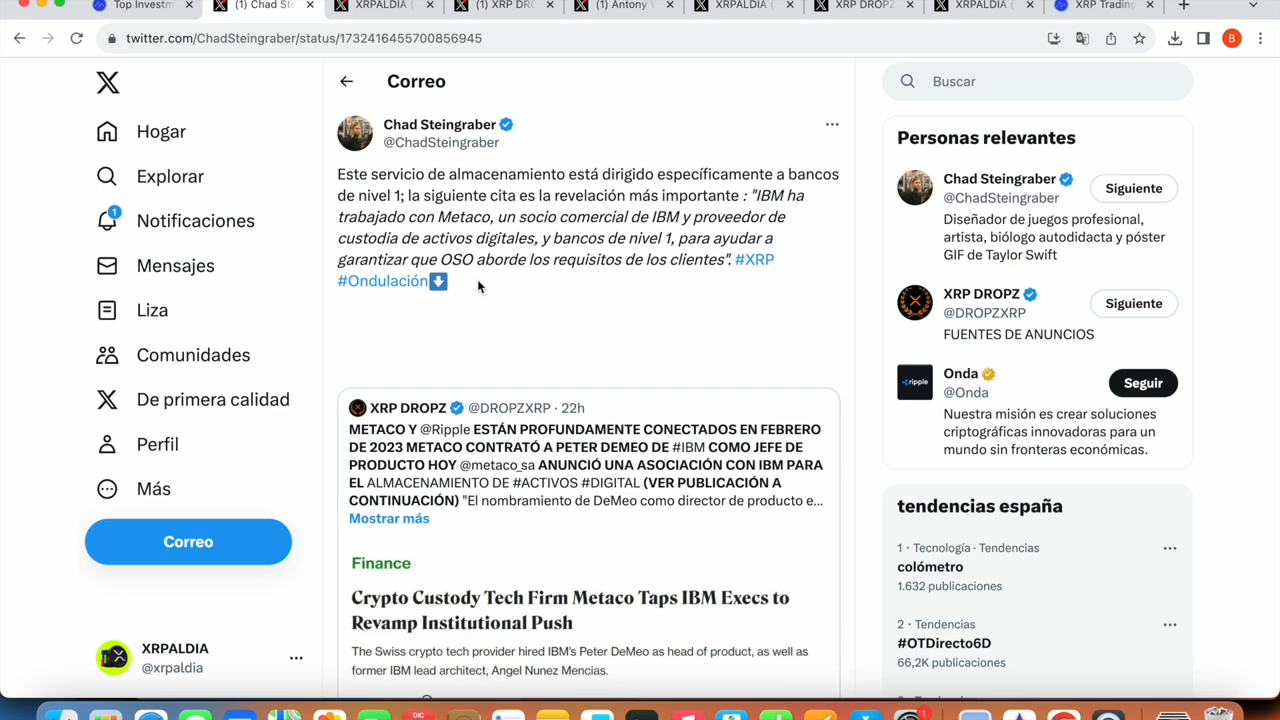 Top Investm
(1) Chad Ste
XRPALDIA (
(1) XRP DRO
(1) Antony W
XRPALDIA (
XRP DROPZ
XRPALDIA (
XRP Trading
twitter.com/ChadSteingraber/status/1732416455700856945
B
Hogar
Explorar
1
Notificaciones
Mensajes
Liza
Comunidades
De primera calidad
Perfil
Más
Correo
XRPALDIA
@xrpaldia
Correo
Chad Steingraber
@ChadSteingraber
Este servicio de almacenamiento está dirigido específicamente a bancos
de nivel 1; la siguiente cita es la revelación más importante : "IBM ha
trabajado con Metaco, un socio comercial de IBM y proveedor de
custodia de activos digitales, y bancos de nivel 1, para ayudar a
garantizar que OSO aborde los requisitos de los clientes". #XRP
#Ondulación
XRP DROPZ @DROPZXRP · 22h
METACO Y @Ripple ESTÁN PROFUNDAMENTE CONECTADOS EN FEBRERO
DE 2023 METACO CONTRATÓ A PETER DEMEO DE #IBM COMO JEFE DE
PRODUCTO HOY @metaco_sa ANUNCIÓ UNA ASOCIACIÓN CON IBM PARA
EL ALMACENAMIENTO DE #ACTIVOS #DIGITAL (VER PUBLICACIÓN A
CONTINUACIÓN) "El nombramiento de DeMeo como director de producto e...
Mostrar más
Finance
Crypto Custody Tech Firm Metaco Taps IBM Execs to
Revamp Institutional Push
The Swiss crypto tech provider hired IBM's Peter DeMeo as head of product, as well as
former IBM lead architect, Angel Nunez Mencias.
Buscar
Personas relevantes
Chad Steingraber
@ChadSteingraber
Siguiente
Diseñador de juegos profesional,
artista, biólogo autodidacta y póster
GIF de Taylor Swift
XRP DROPZ
@DROPZXRP
Siguiente
FUENTES DE ANUNCIOS
ripple
Onda
@Onda
Seguir
Nuestra misión es crear soluciones
criptográficas innovadoras para un
mundo sin fronteras económicas.
tendencias españa
1 · Tecnología · Tendencias
colómetro
1.632 publicaciones
2 · Tendencias
#OTDirecto6D
66,2K publicaciones
DIC
1